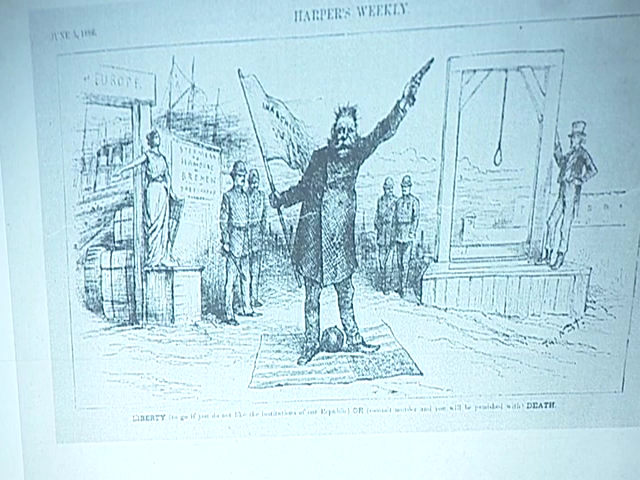 HARPER'S WEEKLY.
JUNE 5, 1886.
EUROPE.
BREMEN
LIBERTY (to go if you do not like the institutions of our Republic) OR (commit murder and you will be punished with) DEATH.